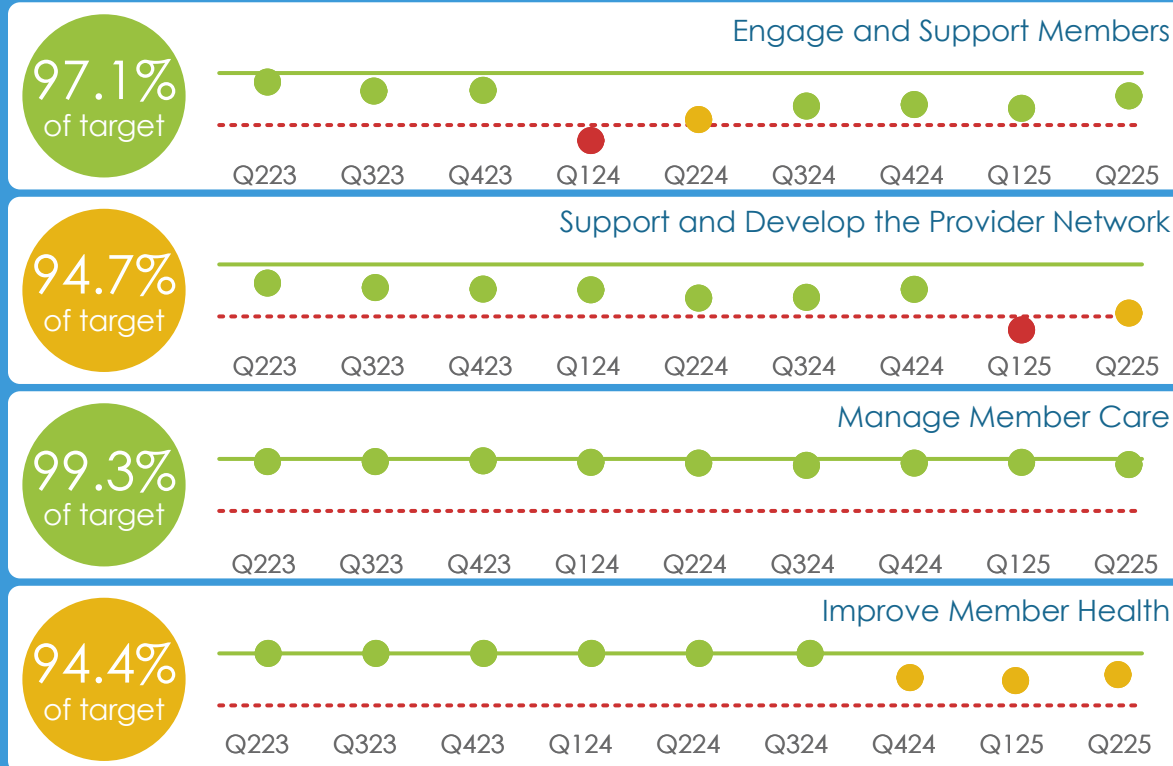 Engage and Support Members
97.1%
of target
Q223 Q323 Q423 Q124 Q224 Q324 Q424 Q125 Q225
Support and Develop the Provider Network
94.7%
of target
Q223 Q323 Q423 Q124 Q224 Q324 Q424 Q125 Q225
Manage Member Care
99.3%
of target
Q223 Q323 Q423 Q124 Q224 Q324 Q424 Q125 Q225
Improve Member Health
94.4%
of target
Q223 Q323 Q423 Q124 Q224 Q324 Q424 Q125 Q225